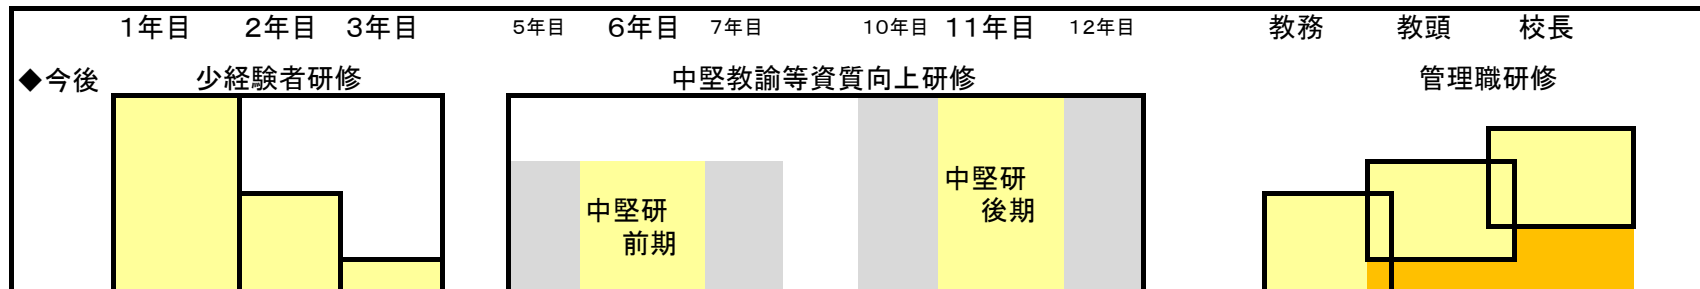 1年目 2年目 3年目 5年目 6年目 7年目 10年目 11年目 12年目 教務 教頭 校長
◆今後 少経験者研修 中堅教諭等資質向上研修 管理職研修
中堅研
前期
中堅研
後期